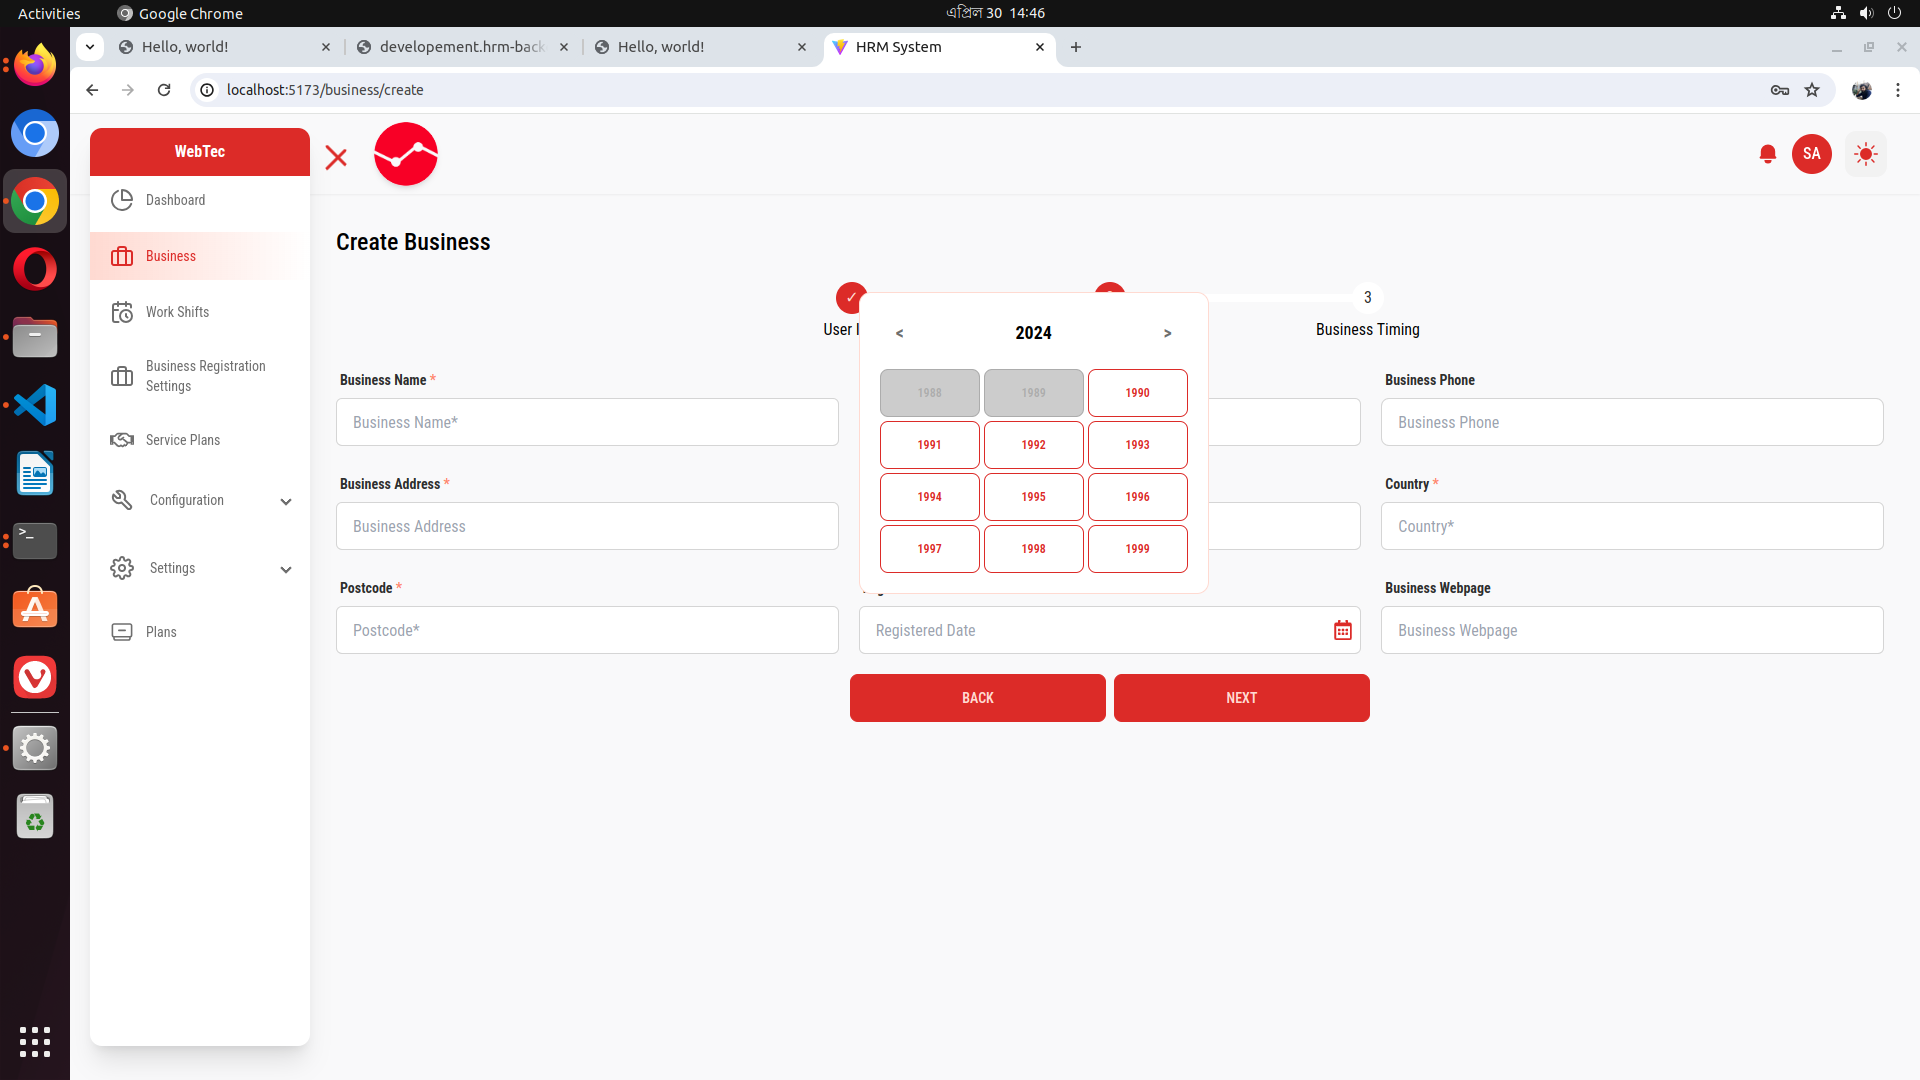 Activities
Google Chrome
এপ্রিল 30 14:46
Hello, world!
developement.hrm-back
Hello, world!
HRM System
localhost:5173/business/create
WebTec
SA
Dashboard
Business
Work Shifts
Business Registration
Settings
Service Plans
Configuration
Settings
Plans
Create Business
✓
3
User I
Business Timing
< 2024 >
1988 1989 1990
1991 1992 1993
1994 1995 1996
1997 1998 1999
Business Name *
Business Name*
Business Phone
Business Phone
Business Address *
Business Address
Country *
Country*
Postcode *
Postcode*
Registered Date
Business Webpage
Business Webpage
BACK
NEXT